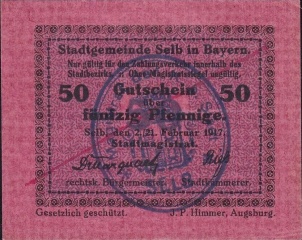 Stadtgemeinde Selb in Bayern.
Nur gültig für den Zahlungsverkehr innerhalb des
Stadtbezirks. Ohne Magistratssiegel ungültig.
50 Gutschein 50
über
fünfzig Pfennige.
Selb, den 2./21. Februar 1917.
Stadtmagistrat.
rechtsk. Bürgermeister. Stadtkämmerer.
Gesetzlich geschützt. J. P. Himmer, Augsburg.